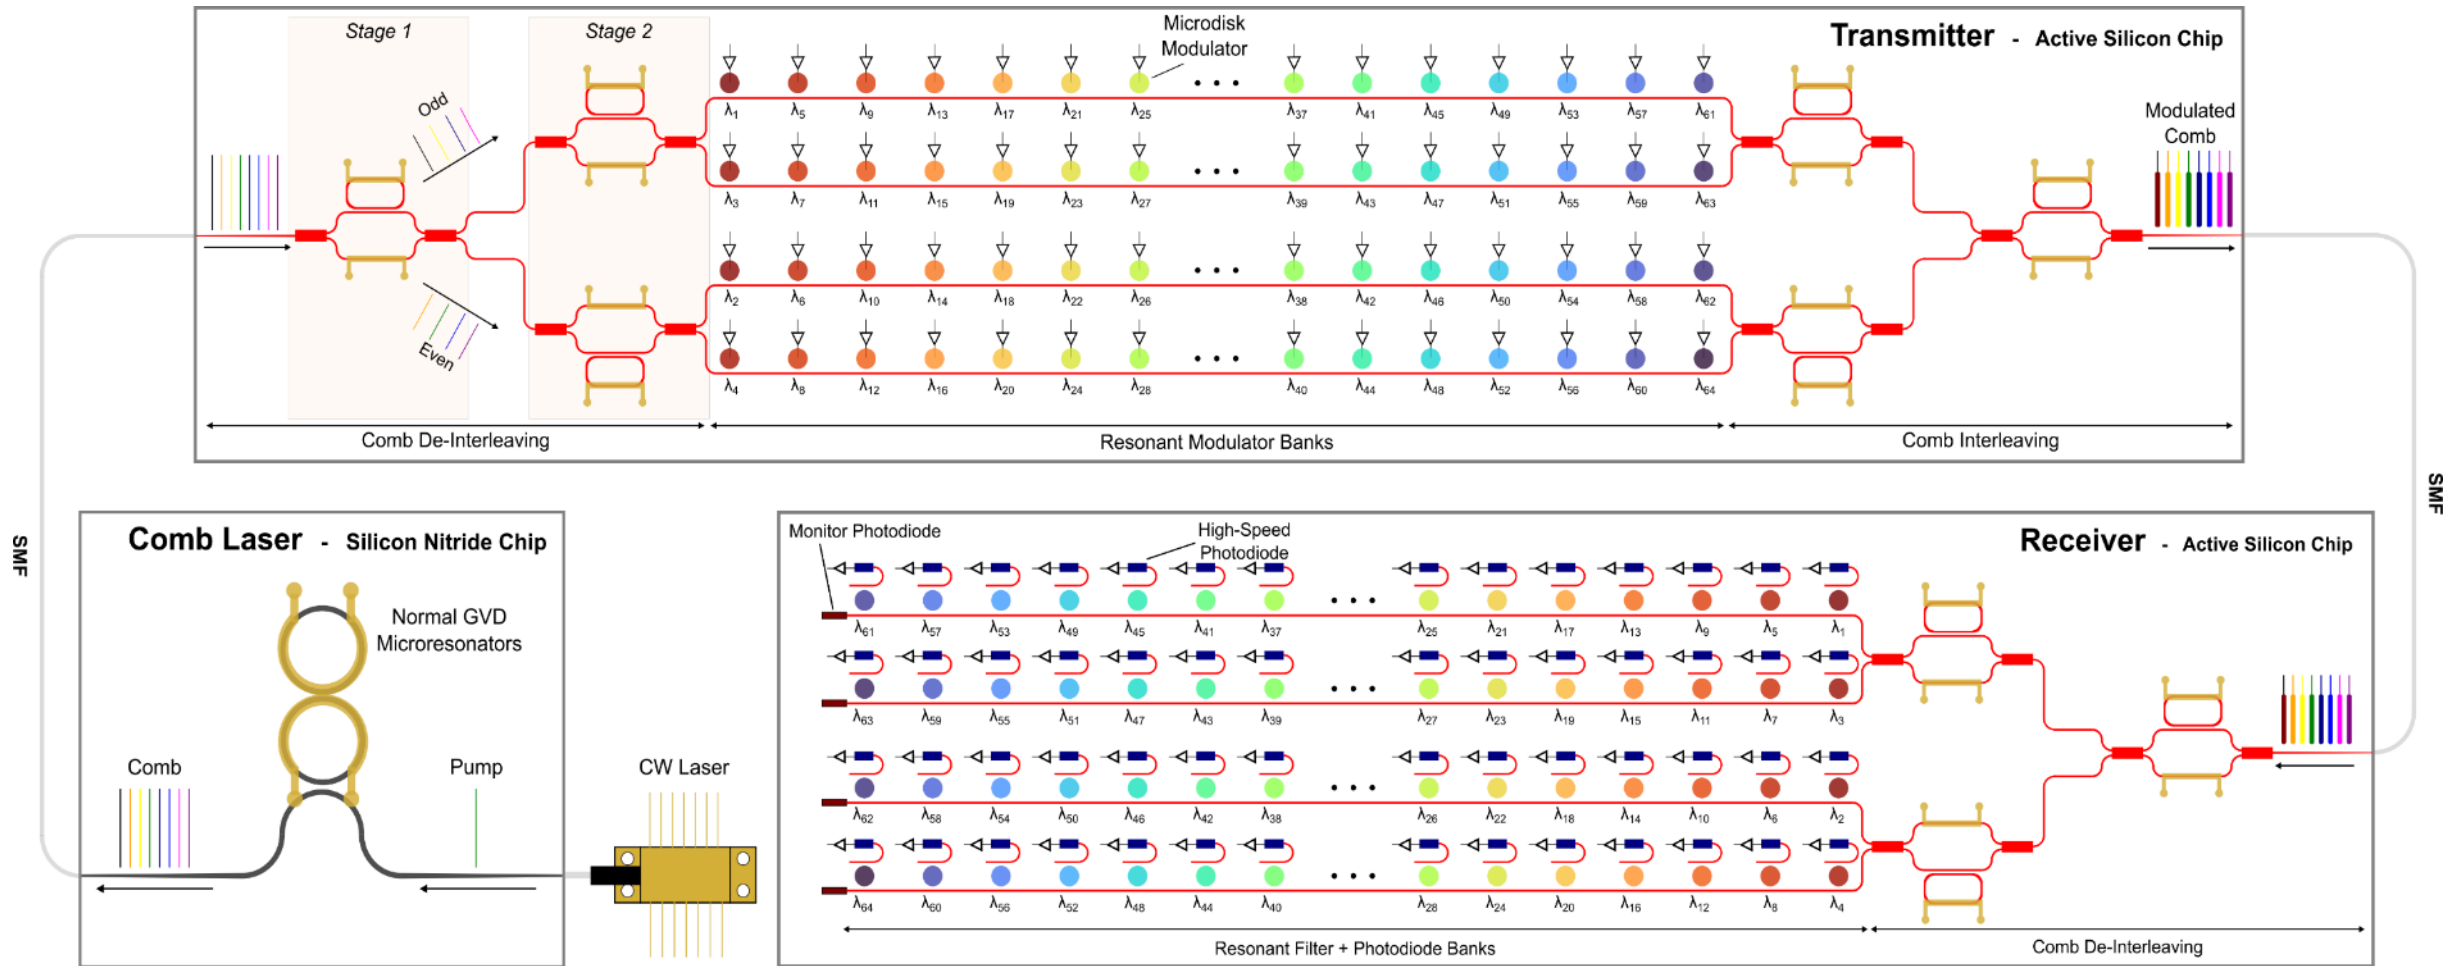 Stage 1
Stage 2
Microdisk
Modulator
Transmitter - Active Silicon Chip
Odd
Even
λ1 λ5 λ9 λ13 λ17 λ21 λ25 ... λ37 λ41 λ45 λ49 λ53 λ57 λ61
λ3 λ7 λ11 λ15 λ19 λ23 λ27 ... λ39 λ43 λ47 λ51 λ55 λ59 λ63
λ2 λ6 λ10 λ14 λ18 λ22 λ26 ... λ38 λ42 λ46 λ50 λ54 λ58 λ62
λ4 λ8 λ12 λ16 λ20 λ24 λ28 ... λ40 λ44 λ48 λ52 λ56 λ60 λ64
Modulated
Comb
Comb De-Interleaving
Resonant Modulator Banks
Comb Interleaving
SMF
SMF
Comb Laser - Silicon Nitride Chip
Normal GVD
Microresonators
Comb
Pump
CW Laser
Monitor Photodiode
High-Speed
Photodiode
Receiver - Active Silicon Chip
λ61 λ57 λ53 λ49 λ45 λ41 λ37 ... λ25 λ21 λ17 λ13 λ9 λ5 λ1
λ63 λ59 λ55 λ51 λ47 λ43 λ39 ... λ27 λ23 λ19 λ15 λ11 λ7 λ3
λ62 λ58 λ54 λ50 λ46 λ42 λ38 ... λ26 λ22 λ18 λ14 λ10 λ6 λ2
λ64 λ60 λ56 λ52 λ48 λ44 λ40 ... λ28 λ24 λ20 λ16 λ12 λ8 λ4
Resonant Filter + Photodiode Banks
Comb De-Interleaving